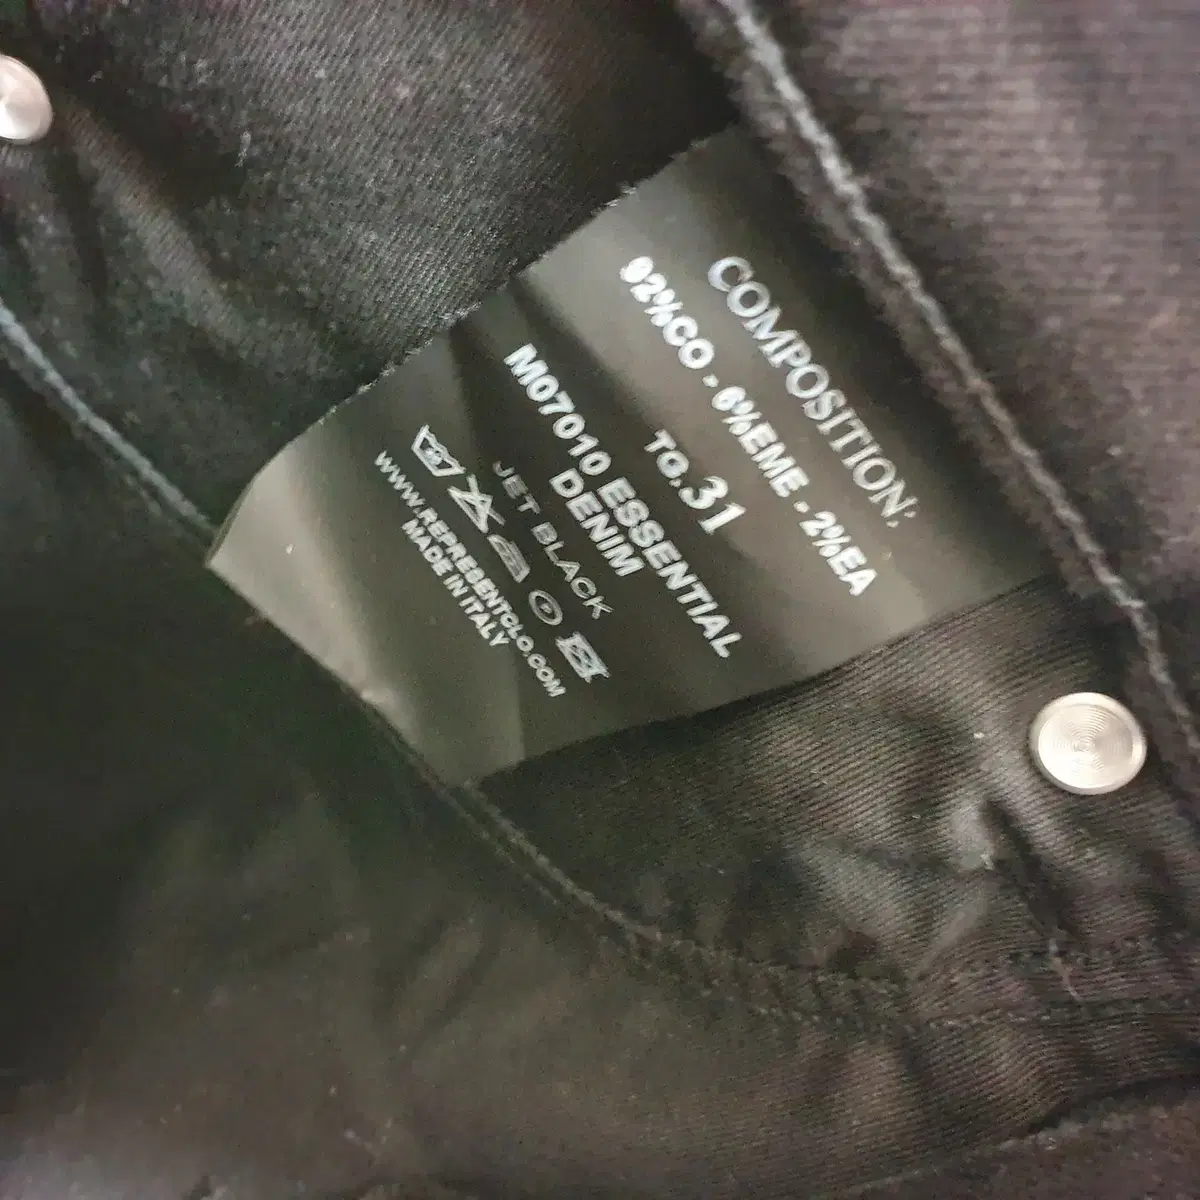 COMPOSITION:
92%CO - 6%EME - 2%EA
TG.31
M07010 ESSENTIAL
DENIM
JET BLACK
WWW.REPRESENTCLO.COM
MADE IN ITALY